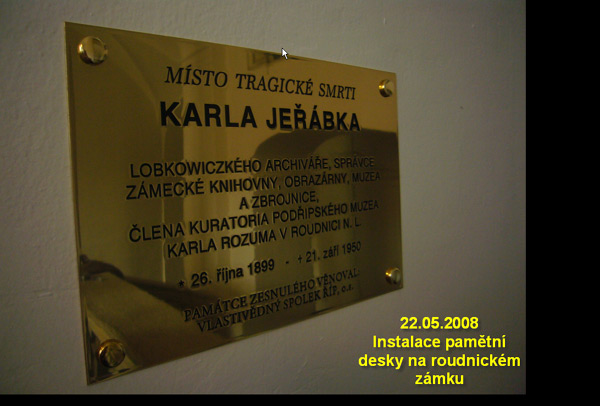 MÍSTO TRAGICKÉ SMRTI
KARLA JEŘÁBKA
LOBKOWICZKÉHO ARCHIVÁŘE, SPRÁVCE
ZÁMECKÉ KNIHOVNY, OBRAZÁRNY, MUZEA
A ZBROJNICE,
ČLENA KURATORIA PODŘIPSKÉHO MUZEA
KARLA ROZUMA V ROUDNICI N. L.
* 26. října 1899 - + 21. září 1950
PAMÁTCE ZESNULÉHO VĚNOVAL
VLASTIVĚDNÝ SPOLEK ŘÍP, o.s.
22.05.2008
Instalace pamětní
desky na roudnickém
zámku